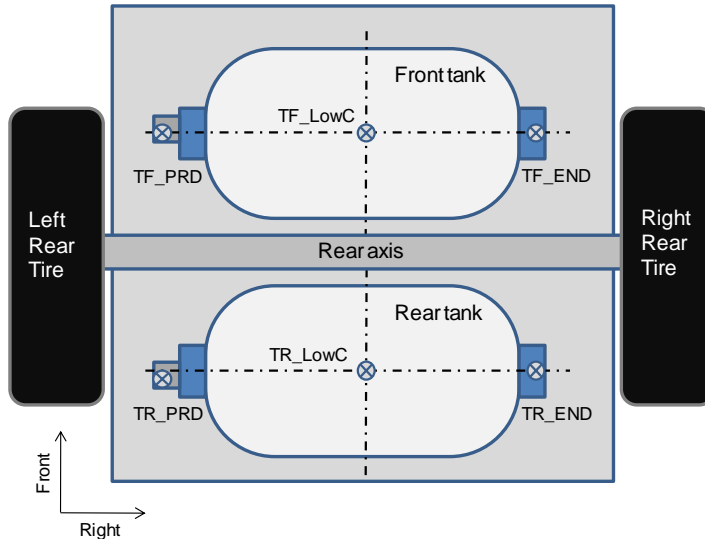 Front tank
TF_LowC
TF_PRD
TF_END
Left
Rear
Tire
Right
Rear
Tire
Rear axis
Rear tank
TR_LowC
TR_PRD
TR_END
Front
Right